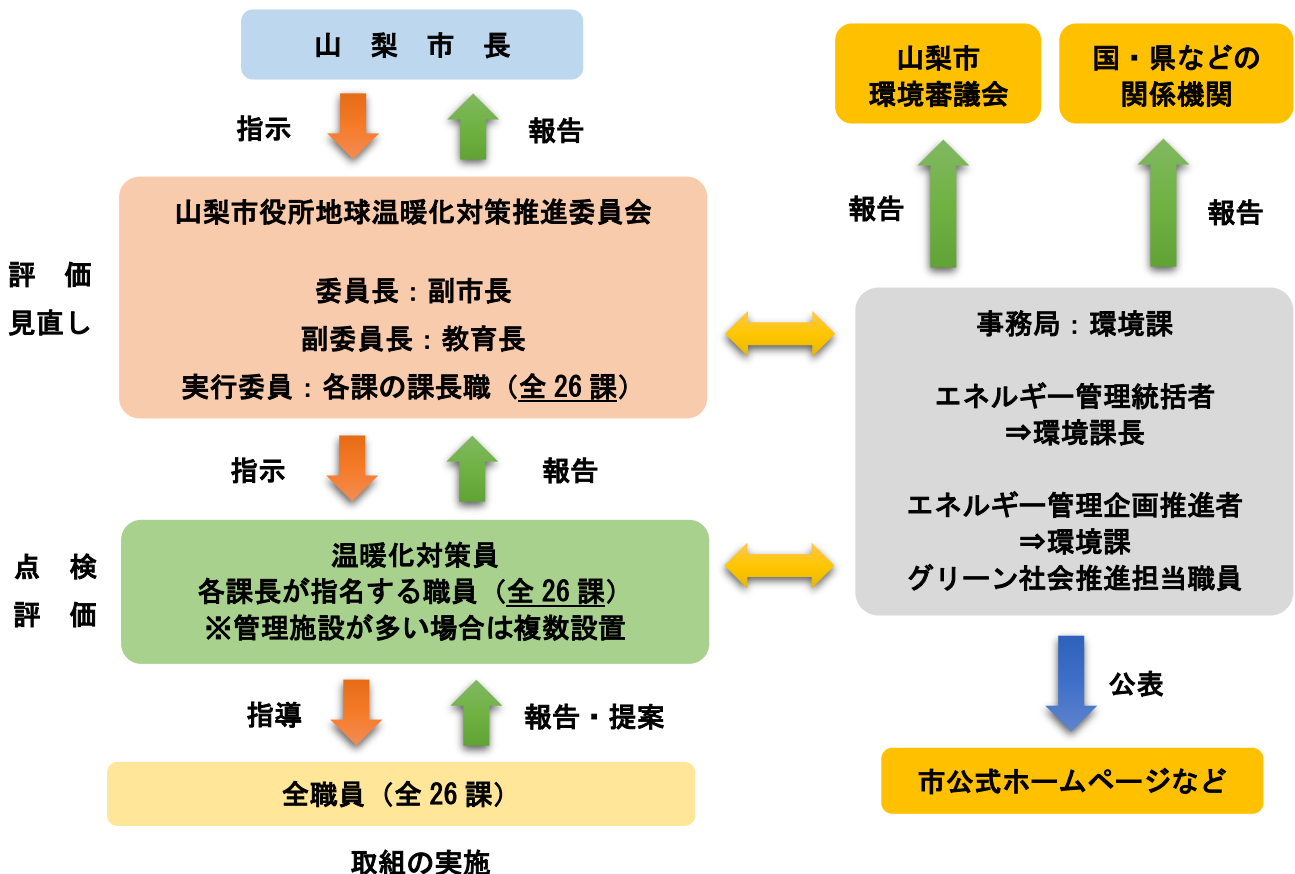 山 梨 市 長
指示
報告
山梨市役所地球温暖化対策推進委員会
委員長：副市長
副委員長：教育長
実行委員：各課の課長職（全 26 課）
評 価
見直し
指示
報告
温暖化対策員
各課長が指名する職員（全 26 課）
※管理施設が多い場合は複数設置
点 検
評 価
指導
報告・提案
全職員（全 26 課）
取組の実施
山梨市
環境審議会
国・県などの
関係機関
報告
報告
事務局：環境課
エネルギー管理統括者
⇒環境課長
エネルギー管理企画推進者
⇒環境課
グリーン社会推進担当職員
公表
市公式ホームページなど